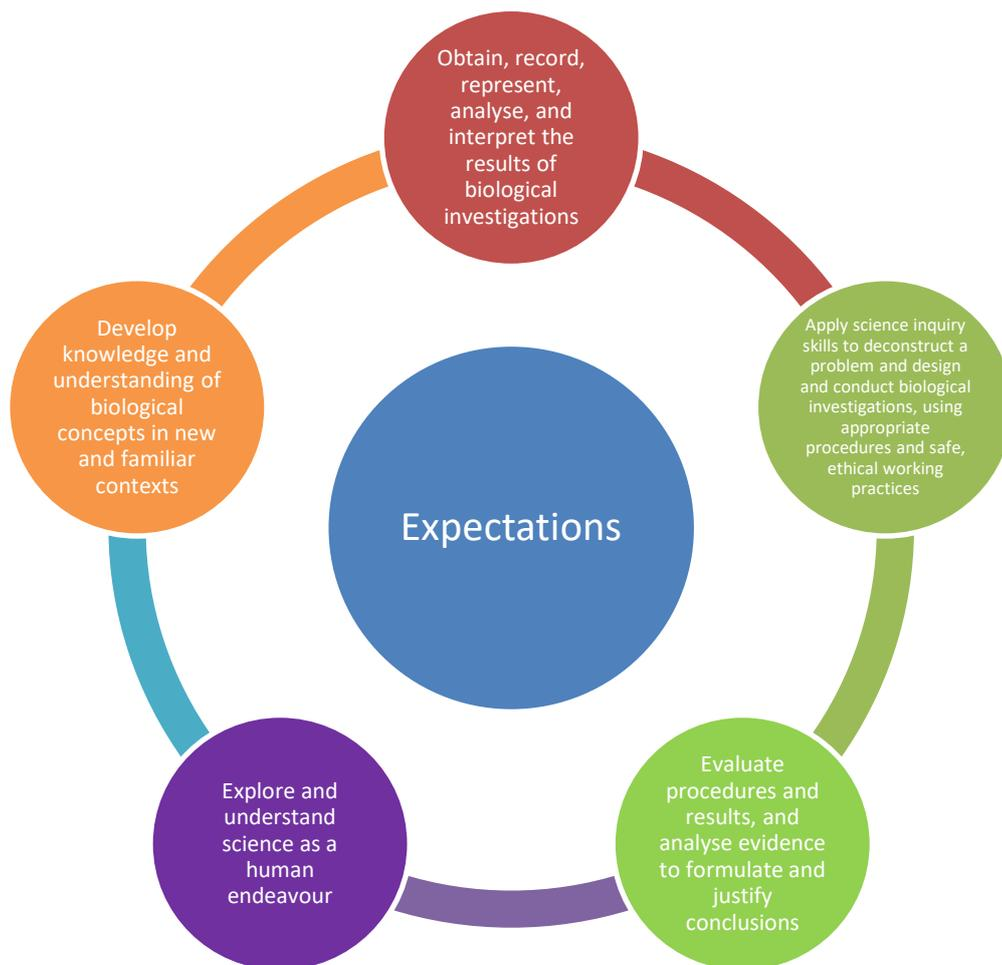 Obtain, record,
represent,
analyse, and
interpret the
results of
biological
investigations
Apply science inquiry
skills to deconstruct a
problem and design
and conduct biological
investigations, using
appropriate
procedures and safe,
ethical working
practices
Evaluate
procedures and
results, and
analyse evidence
to formulate and
justify
conclusions
Explore and
understand
science as a
human
endeavour
Develop
knowledge and
understanding of
biological
concepts in new
and familiar
contexts
Expectations